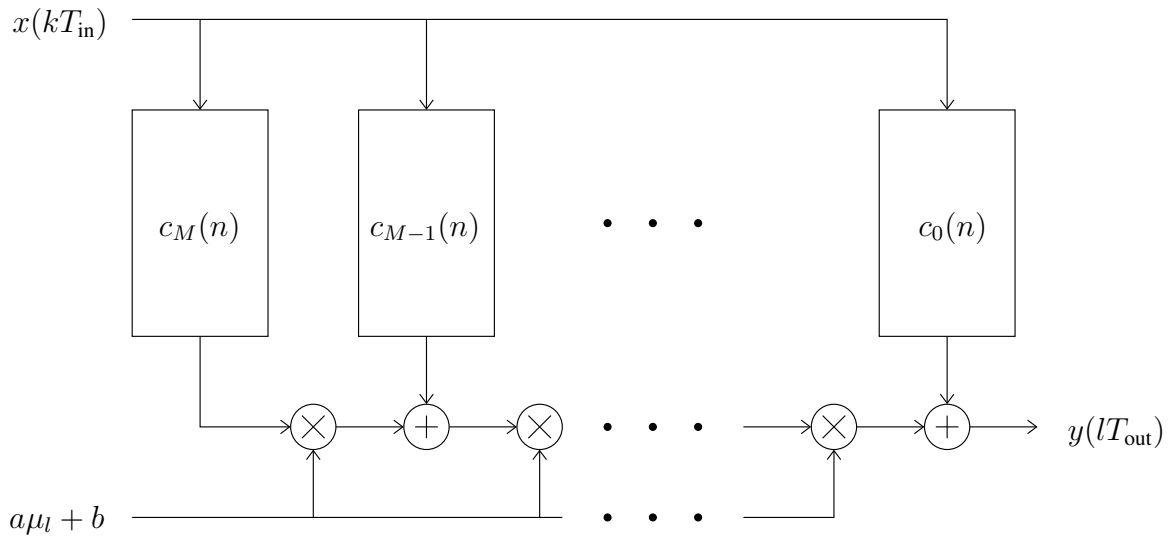 x(kT_in)
c_M(n)
c_{M−1}(n)
c_0(n)
y(lT_out)
aμ_l + b